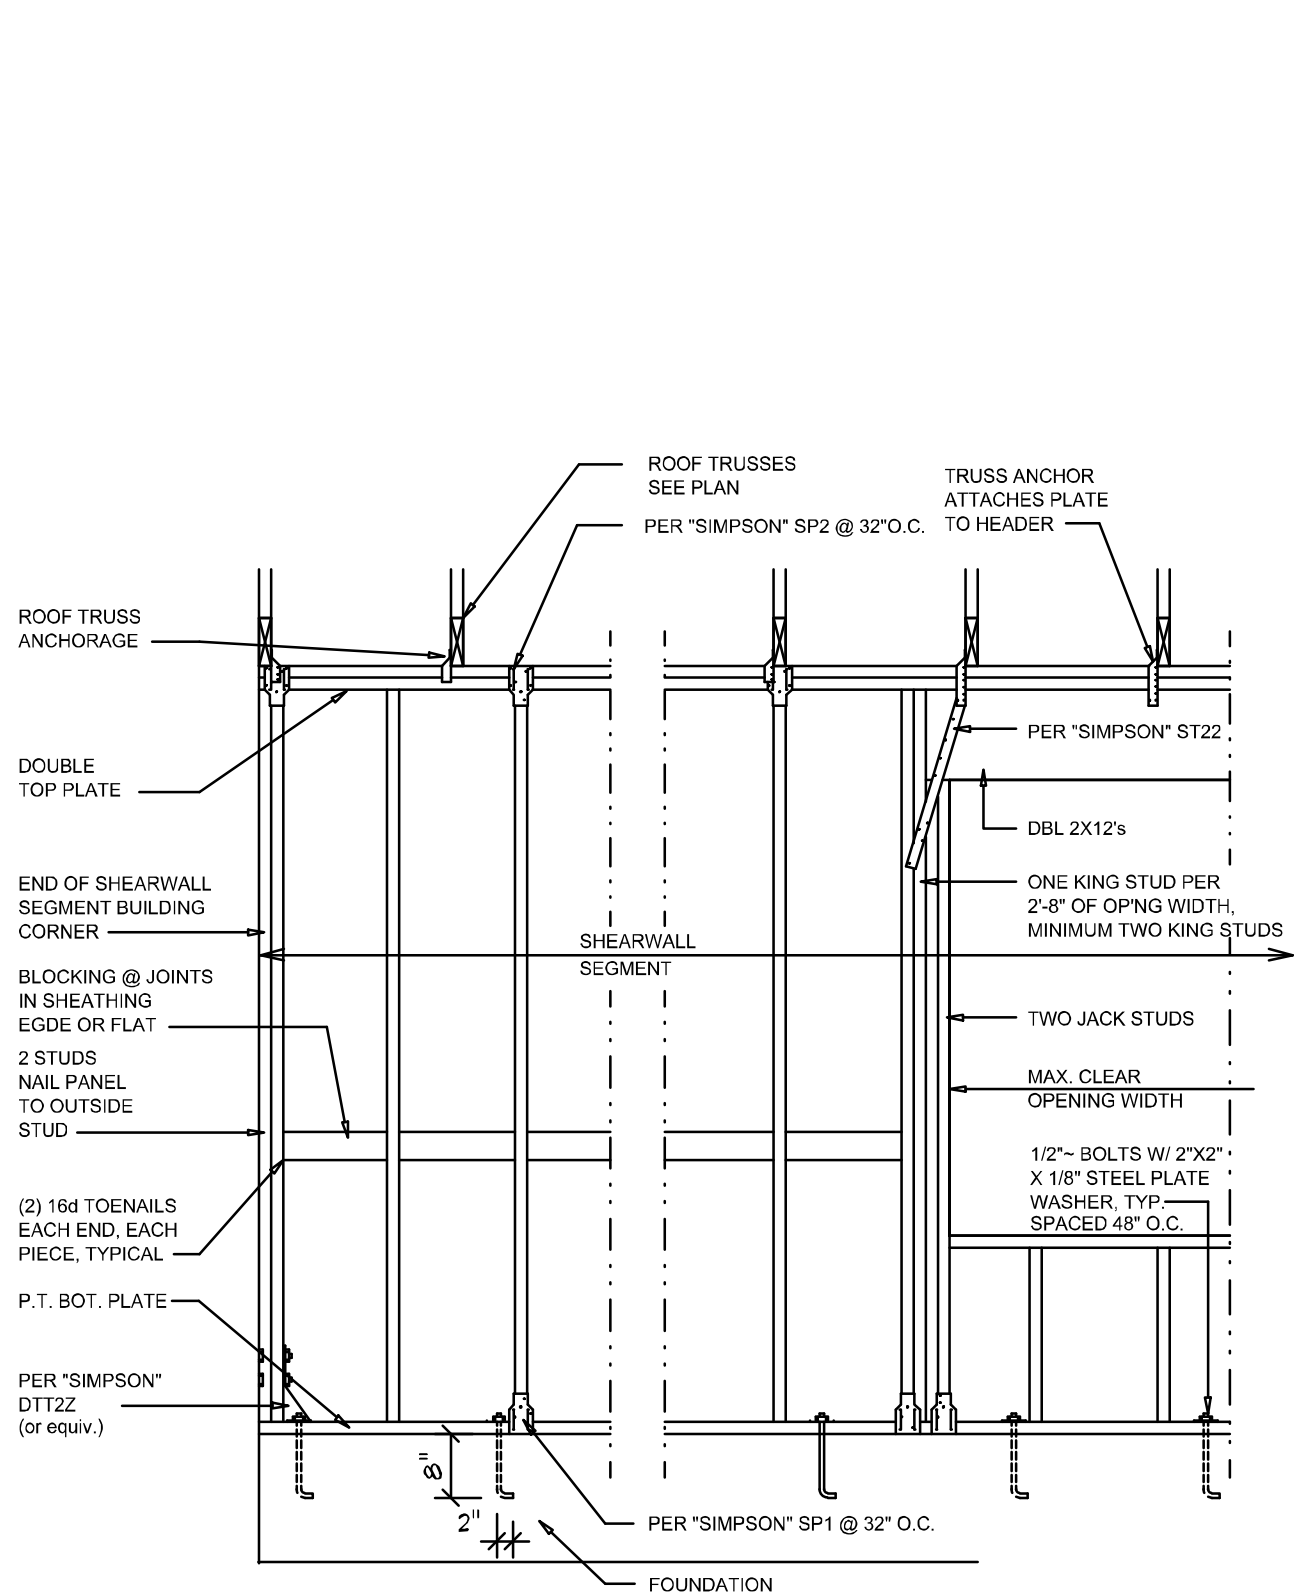 ROOF TRUSSES
SEE PLAN
PER "SIMPSON" SP2 @ 32"O.C.
TRUSS ANCHOR
ATTACHES PLATE
TO HEADER
ROOF TRUSS
ANCHORAGE
DOUBLE
TOP PLATE
PER "SIMPSON" ST22
DBL 2X12's
END OF SHEARWALL
SEGMENT BUILDING
CORNER
ONE KING STUD PER
2'-8" OF OP'NG WIDTH,
MINIMUM TWO KING STUDS
SHEARWALL
SEGMENT
BLOCKING @ JOINTS
IN SHEATHING
EGDE OR FLAT
TWO JACK STUDS
2 STUDS
NAIL PANEL
TO OUTSIDE
STUD
MAX. CLEAR
OPENING WIDTH
1/2"~ BOLTS W/ 2"X2"
X 1/8" STEEL PLATE
WASHER, TYP.
SPACED 48" O.C.
(2) 16d TOENAILS
EACH END, EACH
PIECE, TYPICAL
P.T. BOT. PLATE
PER "SIMPSON"
DTT2Z
(or equiv.)
8"
2"
PER "SIMPSON" SP1 @ 32" O.C.
FOUNDATION